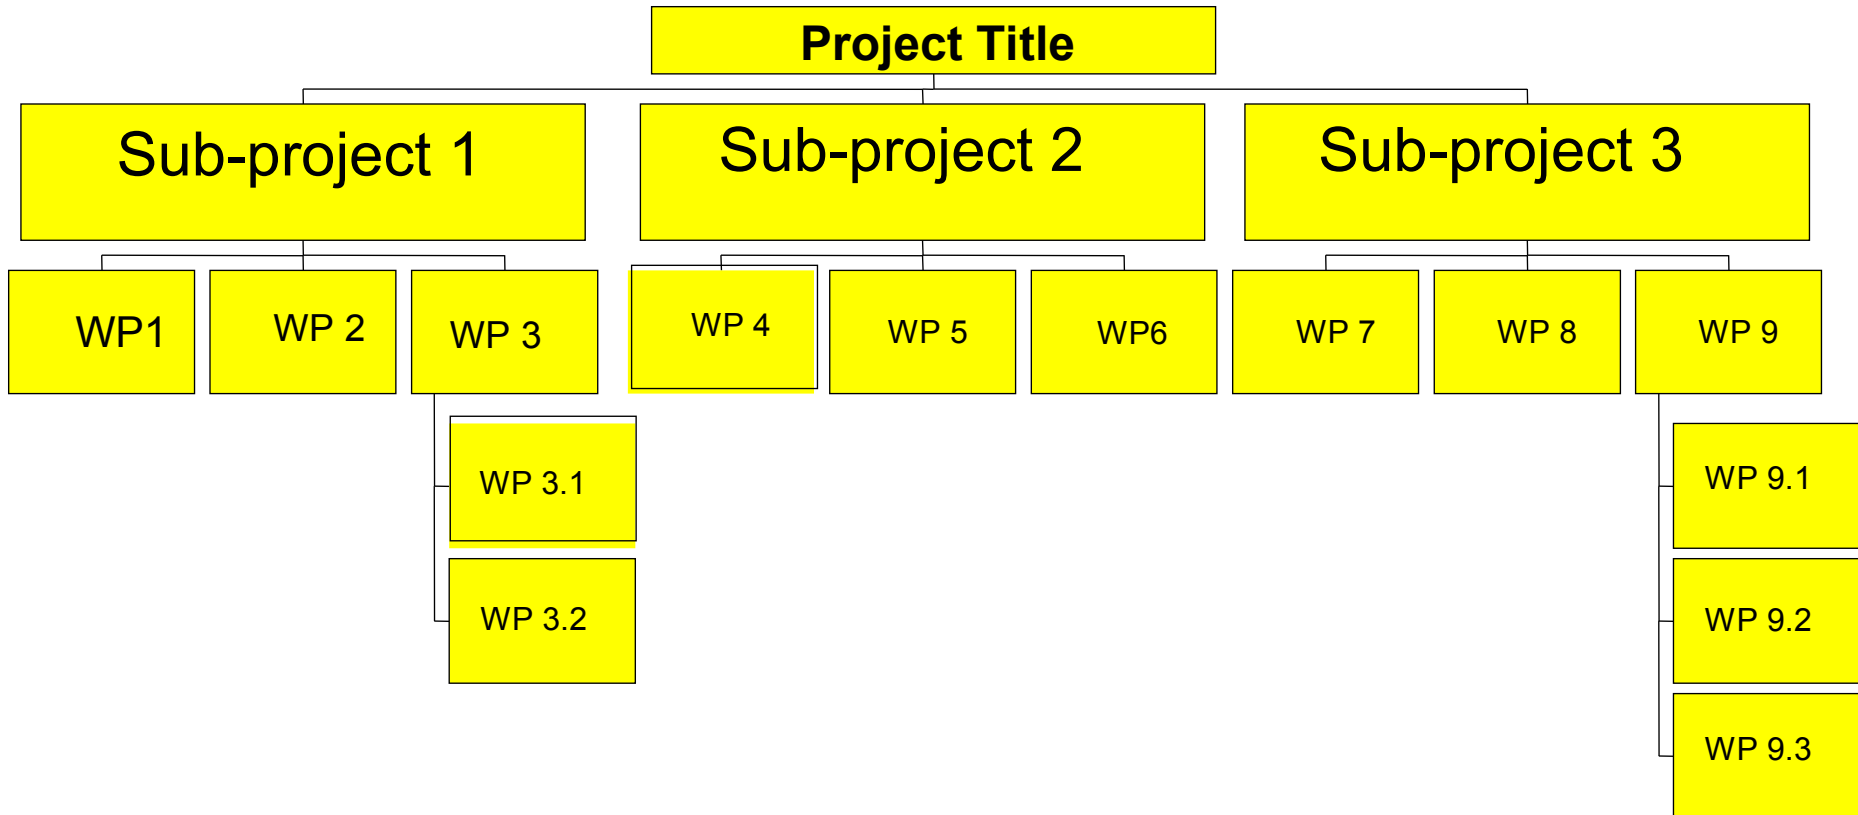 Project Title
Sub-project 1
Sub-project 2
Sub-project 3
WP1
WP 2
WP 3
WP 4
WP 5
WP6
WP 7
WP 8
WP 9
WP 3.1
WP 3.2
WP 9.1
WP 9.2
WP 9.3